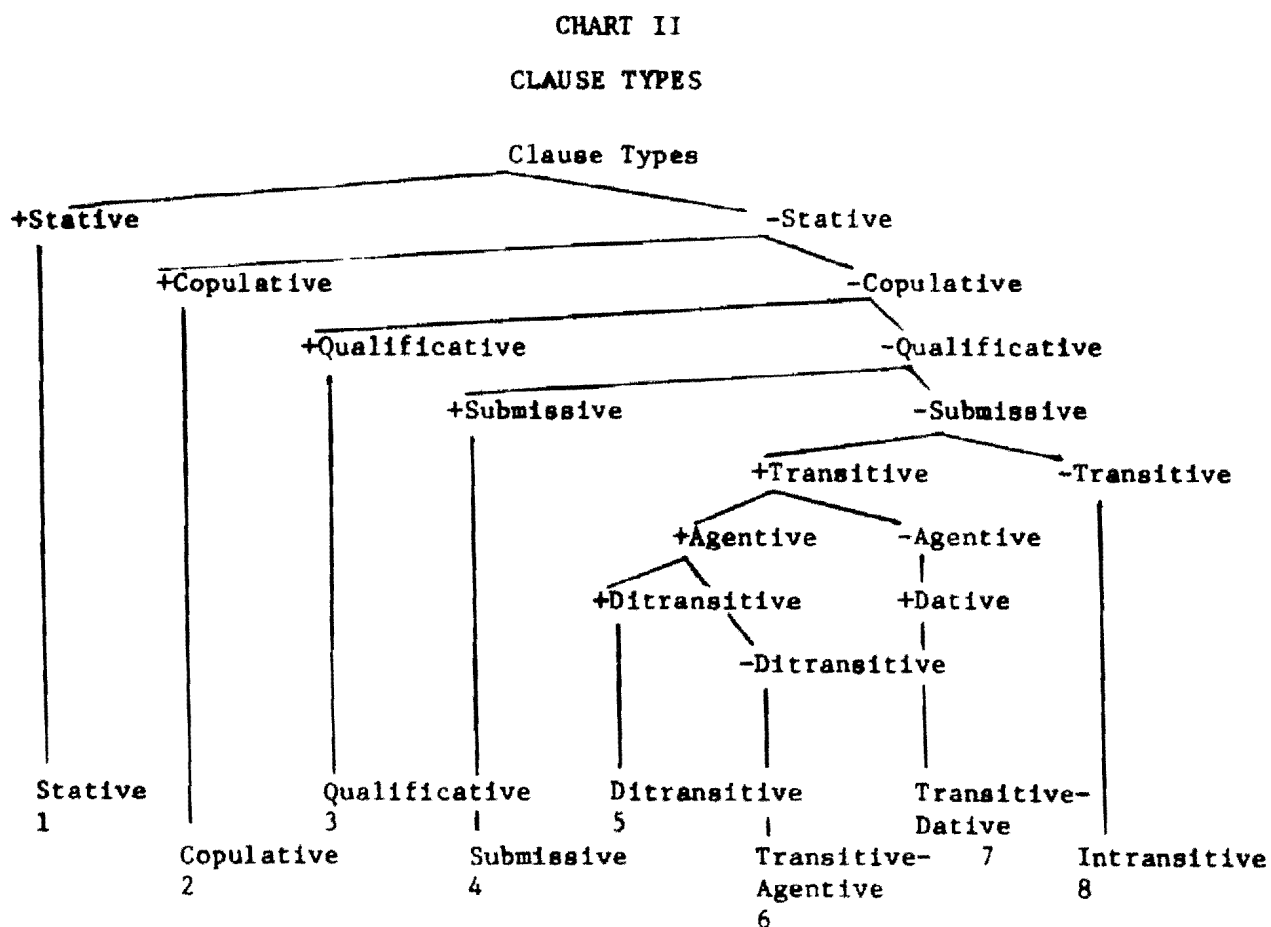 CHART II
CLAUSE TYPES
Clause Types
+Stative -Stative
+Copulative -Copulative
+Qualificative -Qualificative
+Submissive -Submissive
+Transitive -Transitive
+Agentive -Agentive
+Ditransitive +Dative
-Ditransitive
Stative Qualificative Ditransitive Transitive-
1 3 5 Dative
Copulative Submissive Transitive- 7 Intransitive
2 4 Agentive 8
6